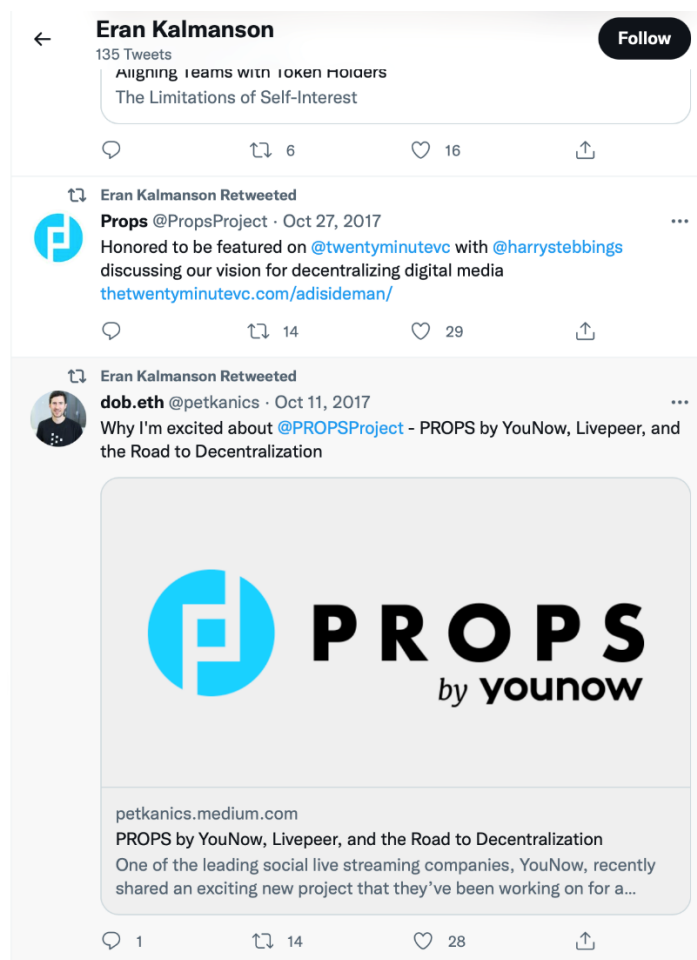 Eran Kalmanson
135 Tweets
Follow
Aligning Teams with Token Holders
The Limitations of Self-Interest
6
16
Eran Kalmanson Retweeted
Props @PropsProject · Oct 27, 2017
Honored to be featured on @twentyminutevc with @harrystebbings
discussing our vision for decentralizing digital media
thetwentyminutevc.com/adisideman/
14
29
Eran Kalmanson Retweeted
dob.eth @petkanics · Oct 11, 2017
Why I'm excited about @PROPSProject - PROPS by YouNow, Livepeer, and
the Road to Decentralization
PROPS
by younow
petkanics.medium.com
PROPS by YouNow, Livepeer, and the Road to Decentralization
One of the leading social live streaming companies, YouNow, recently
shared an exciting new project that they’ve been working on for a...
1
14
28